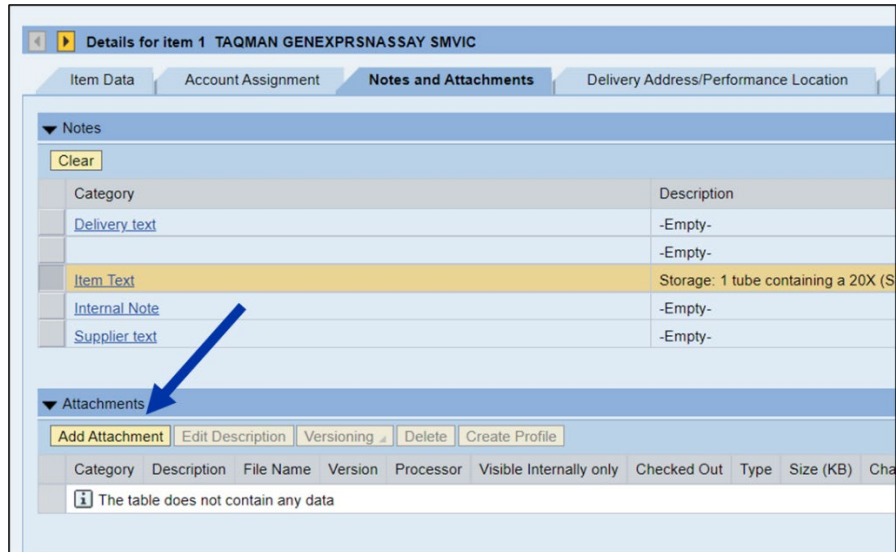 Details for item 1 TAQMAN GENEXPRSNASSAY SMVIC
Item Data Account Assignment Notes and Attachments Delivery Address/Performance Location
Notes
Clear
Category Description
Delivery text -Empty-
-Empty-
Item Text Storage: 1 tube containing a 20X (S
Internal Note -Empty-
Supplier text -Empty-
Attachments
Add Attachment Edit Description Versioning Delete Create Profile
Category Description File Name Version Processor Visible Internally only Checked Out Type Size (KB) Cha
The table does not contain any data